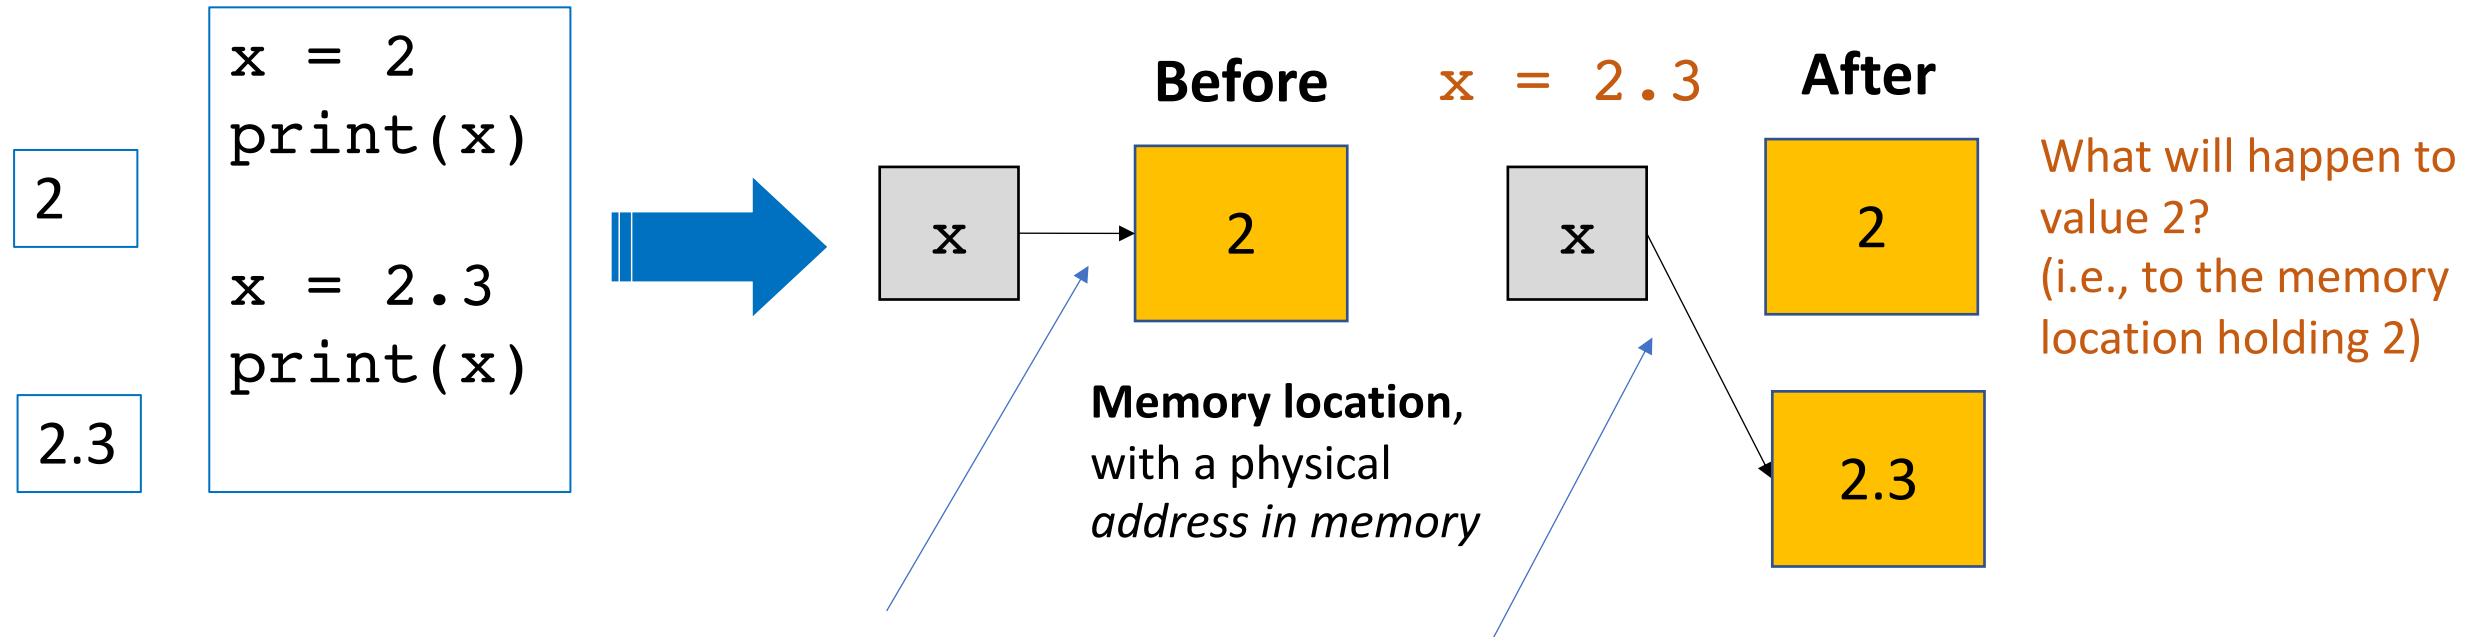 2
2.3
x = 2
print(x)
x = 2.3
print(x)
Before
x = 2.3
After
x
2
x
2
2.3
Memory location,
with a physical
address in memory
What will happen to
value 2?
(i.e., to the memory
location holding 2)